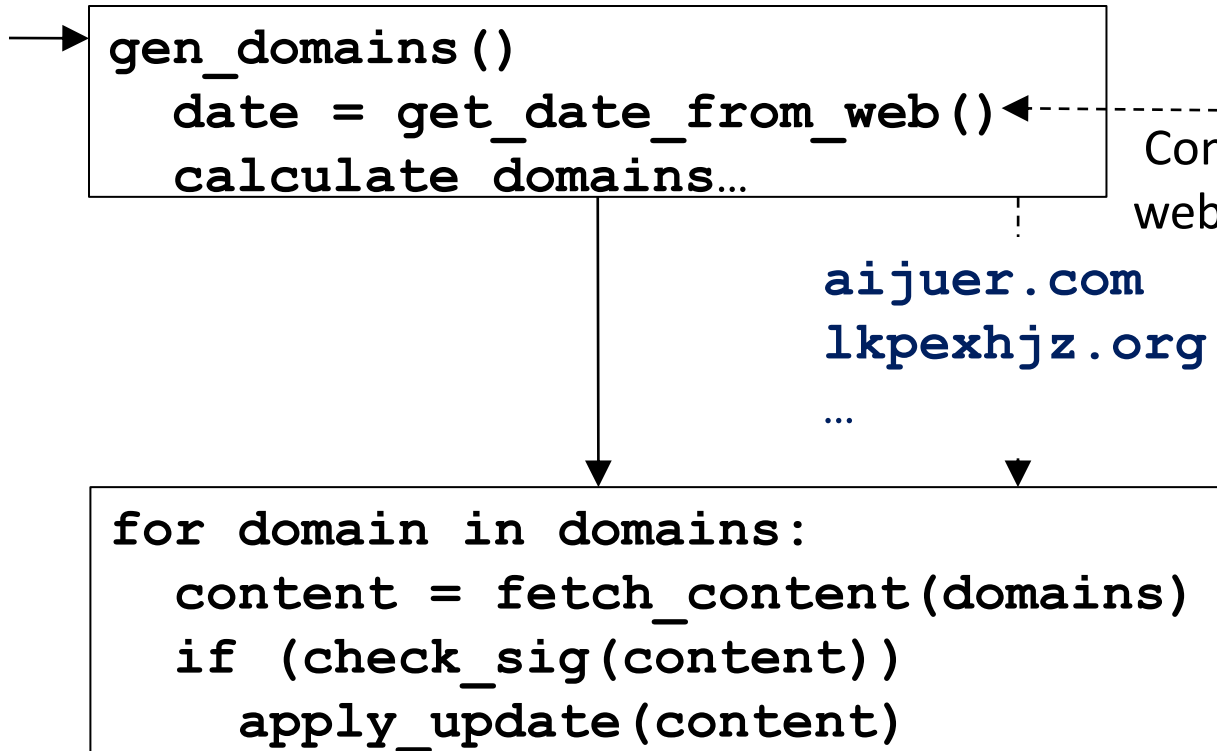 gen_domains()
date = get_date_from_web()
calculate domains…
aijuer.com
lkpexhjz.org
…
for domain in domains:
content = fetch_content(domains)
if (check_sig(content))
apply_update(content)